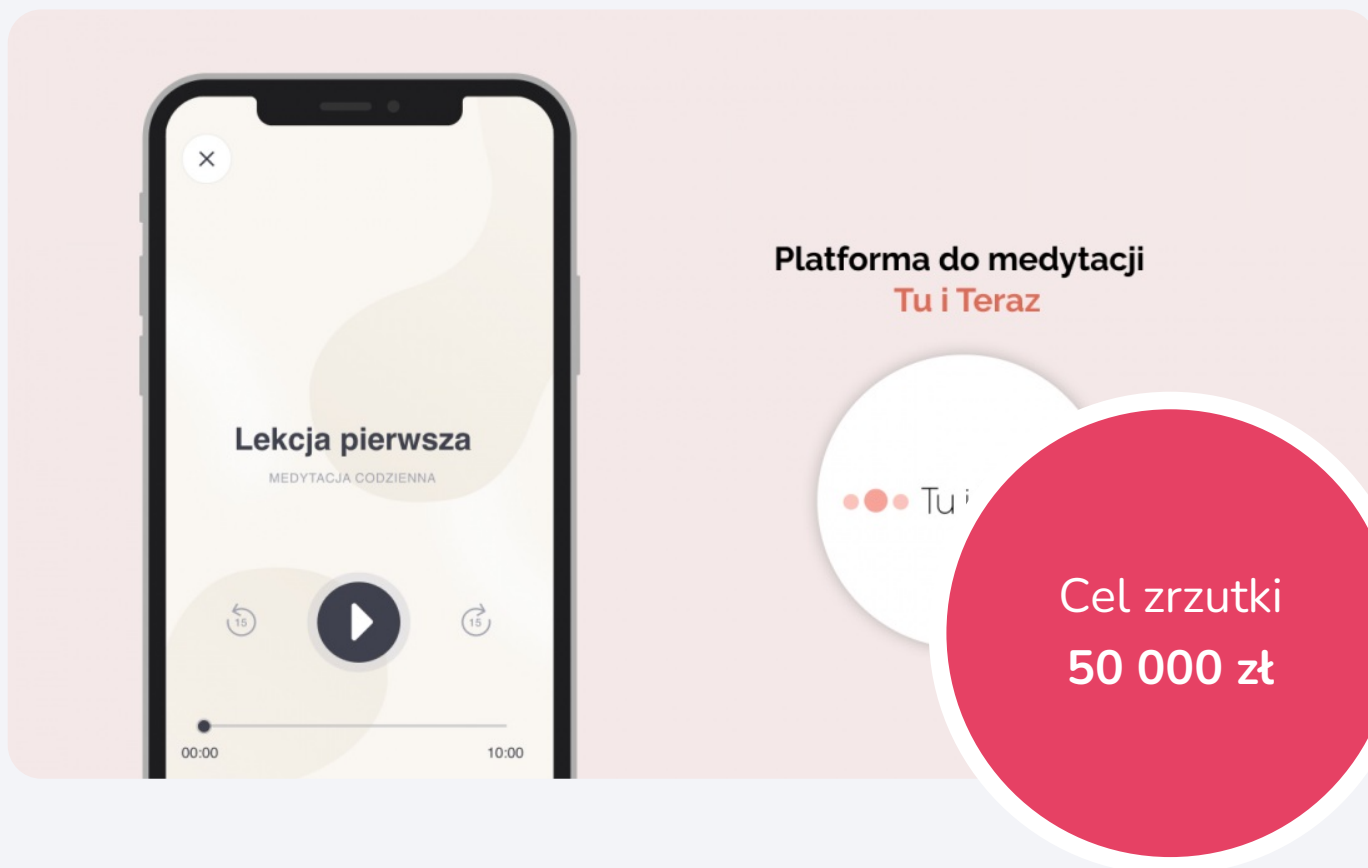 Lekcja pierwsza
MEDYTACJA CODZIENNA
15
15
00:00
10:00
Platforma do medytacji
Tu i Teraz
Tu i
Cel zrzutki
50 000 zł